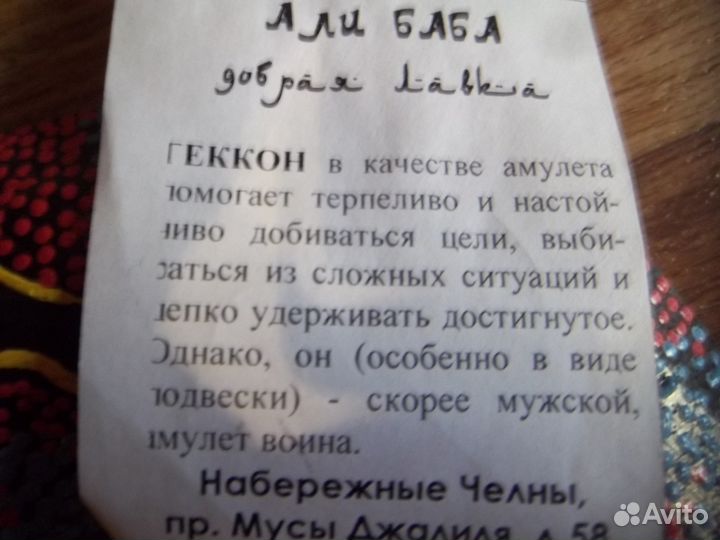 АЛИ БАБА
добрая лавка
ГЕККОН в качестве амулета
помогает терпеливо и настой-
чиво добиваться цели, выби-
раться из сложных ситуаций и
цепко удерживать достигнутое.
Однако, он (особенно в виде
подвески) - скорее мужской,
амулет воина.
Набережные Челны,
пр. Мусы Джалиля, д.58
Avito